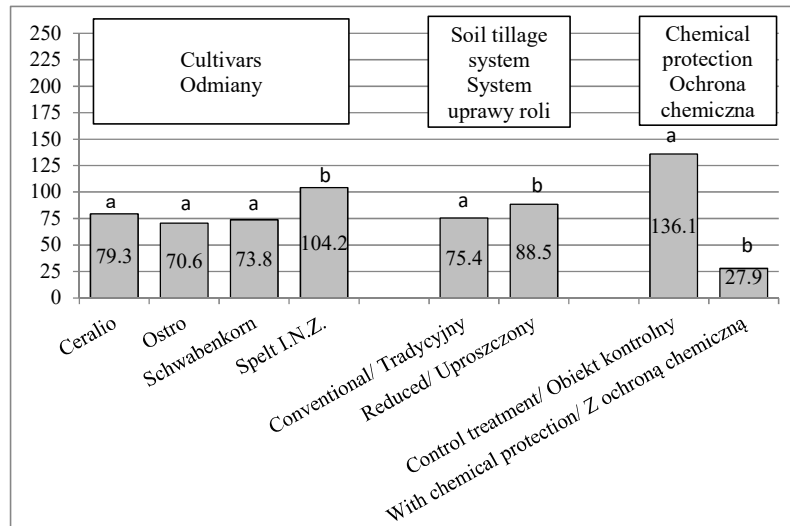 250
225
200
175
150
125
100
75
50
25
0
Cultivars
Odmiany
Soil tillage
system
System
uprawy roli
Chemical
protection
Ochrona
chemiczna
a
a
a
b
a
b
a
b
79.3
70.6
73.8
104.2
75.4
88.5
136.1
27.9
Ceralio
Ostro
Schwabenkorn
Spelt I.N.Z.
Conventional/ Tradycyjny
Reduced/ Uproszczony
Control treatment/ Obiekt kontrolny
With chemical protection/ Z ochroną chemiczną